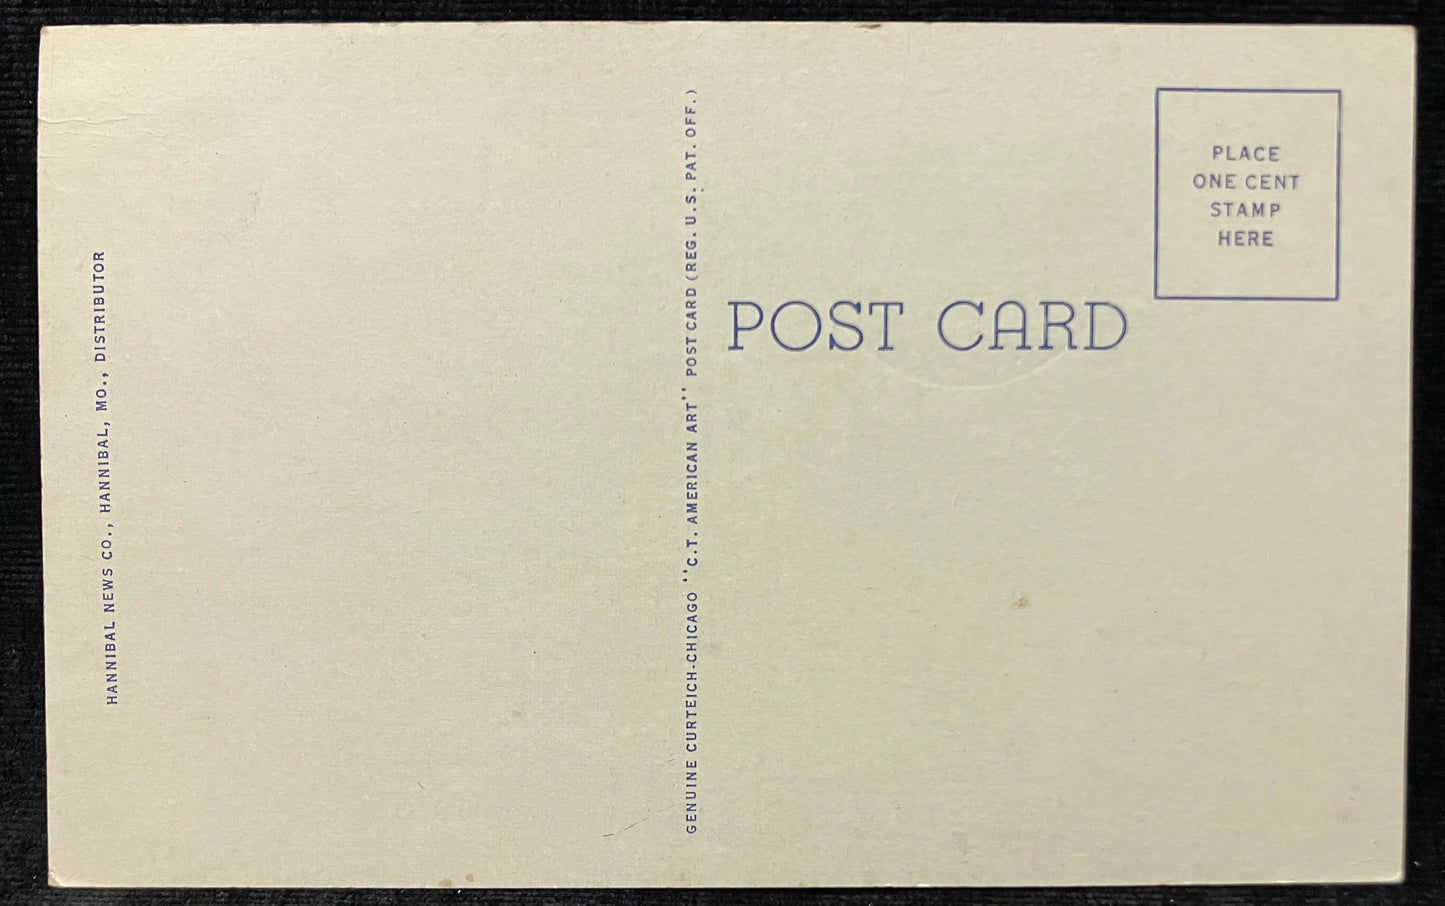 HANNIBAL NEWS CO., HANNIBAL, MO., DISTRIBUTOR
GENUINE CURTEICH-CHICAGO "C.T. AMERICAN ART" POST CARD (REG. U.S. PAT. OFF.)
PLACE
ONE CENT
STAMP
HERE
POST CARD